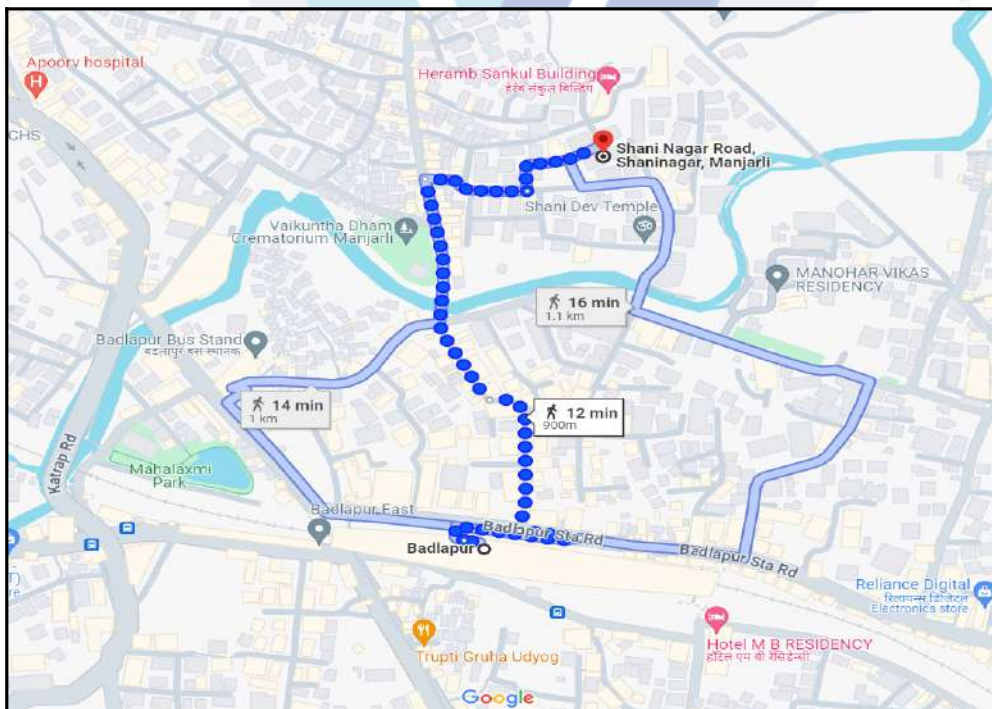 Apoorv hospital
CHS
Heramb Sankul Building
हेरंब संकुल बिल्डिंग
Shani Nagar Road,
Shaninagar, Manjarli
Shani Dev Temple
Vaikuntha Dham
Crematorium Manjarli
MANOHAR VIKAS
RESIDENCY
16 min
1.1 km
Badlapur Bus Stand
बदलापूर बस स्थानक
14 min
1 km
12 min
900m
Katrap Rd
Mahalaxmi
Park
Badlapur East
Badlapur Sta Rd
Badlapur
Badlapur Sta Rd
Reliance Digital
रिलायन्स डिजिटल
Electronics store
Hotel M B RESIDENCY
हॉटेल एम बी रेसिडेन्सी
Trupti Gruha Udyog
Google